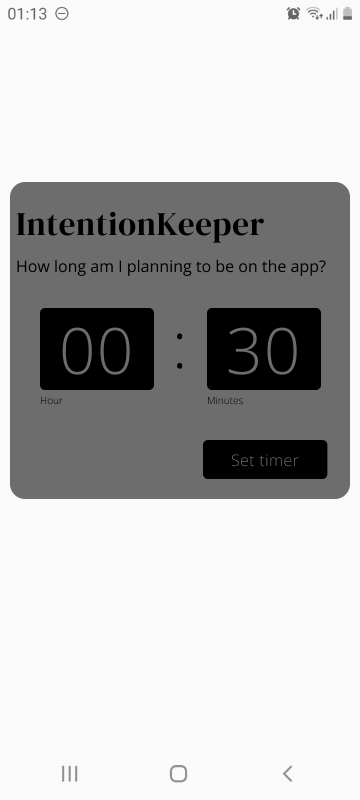 01:13
IntentionKeeper
How long am I planning to be on the app?
00 : 30
Hour Minutes
Set timer